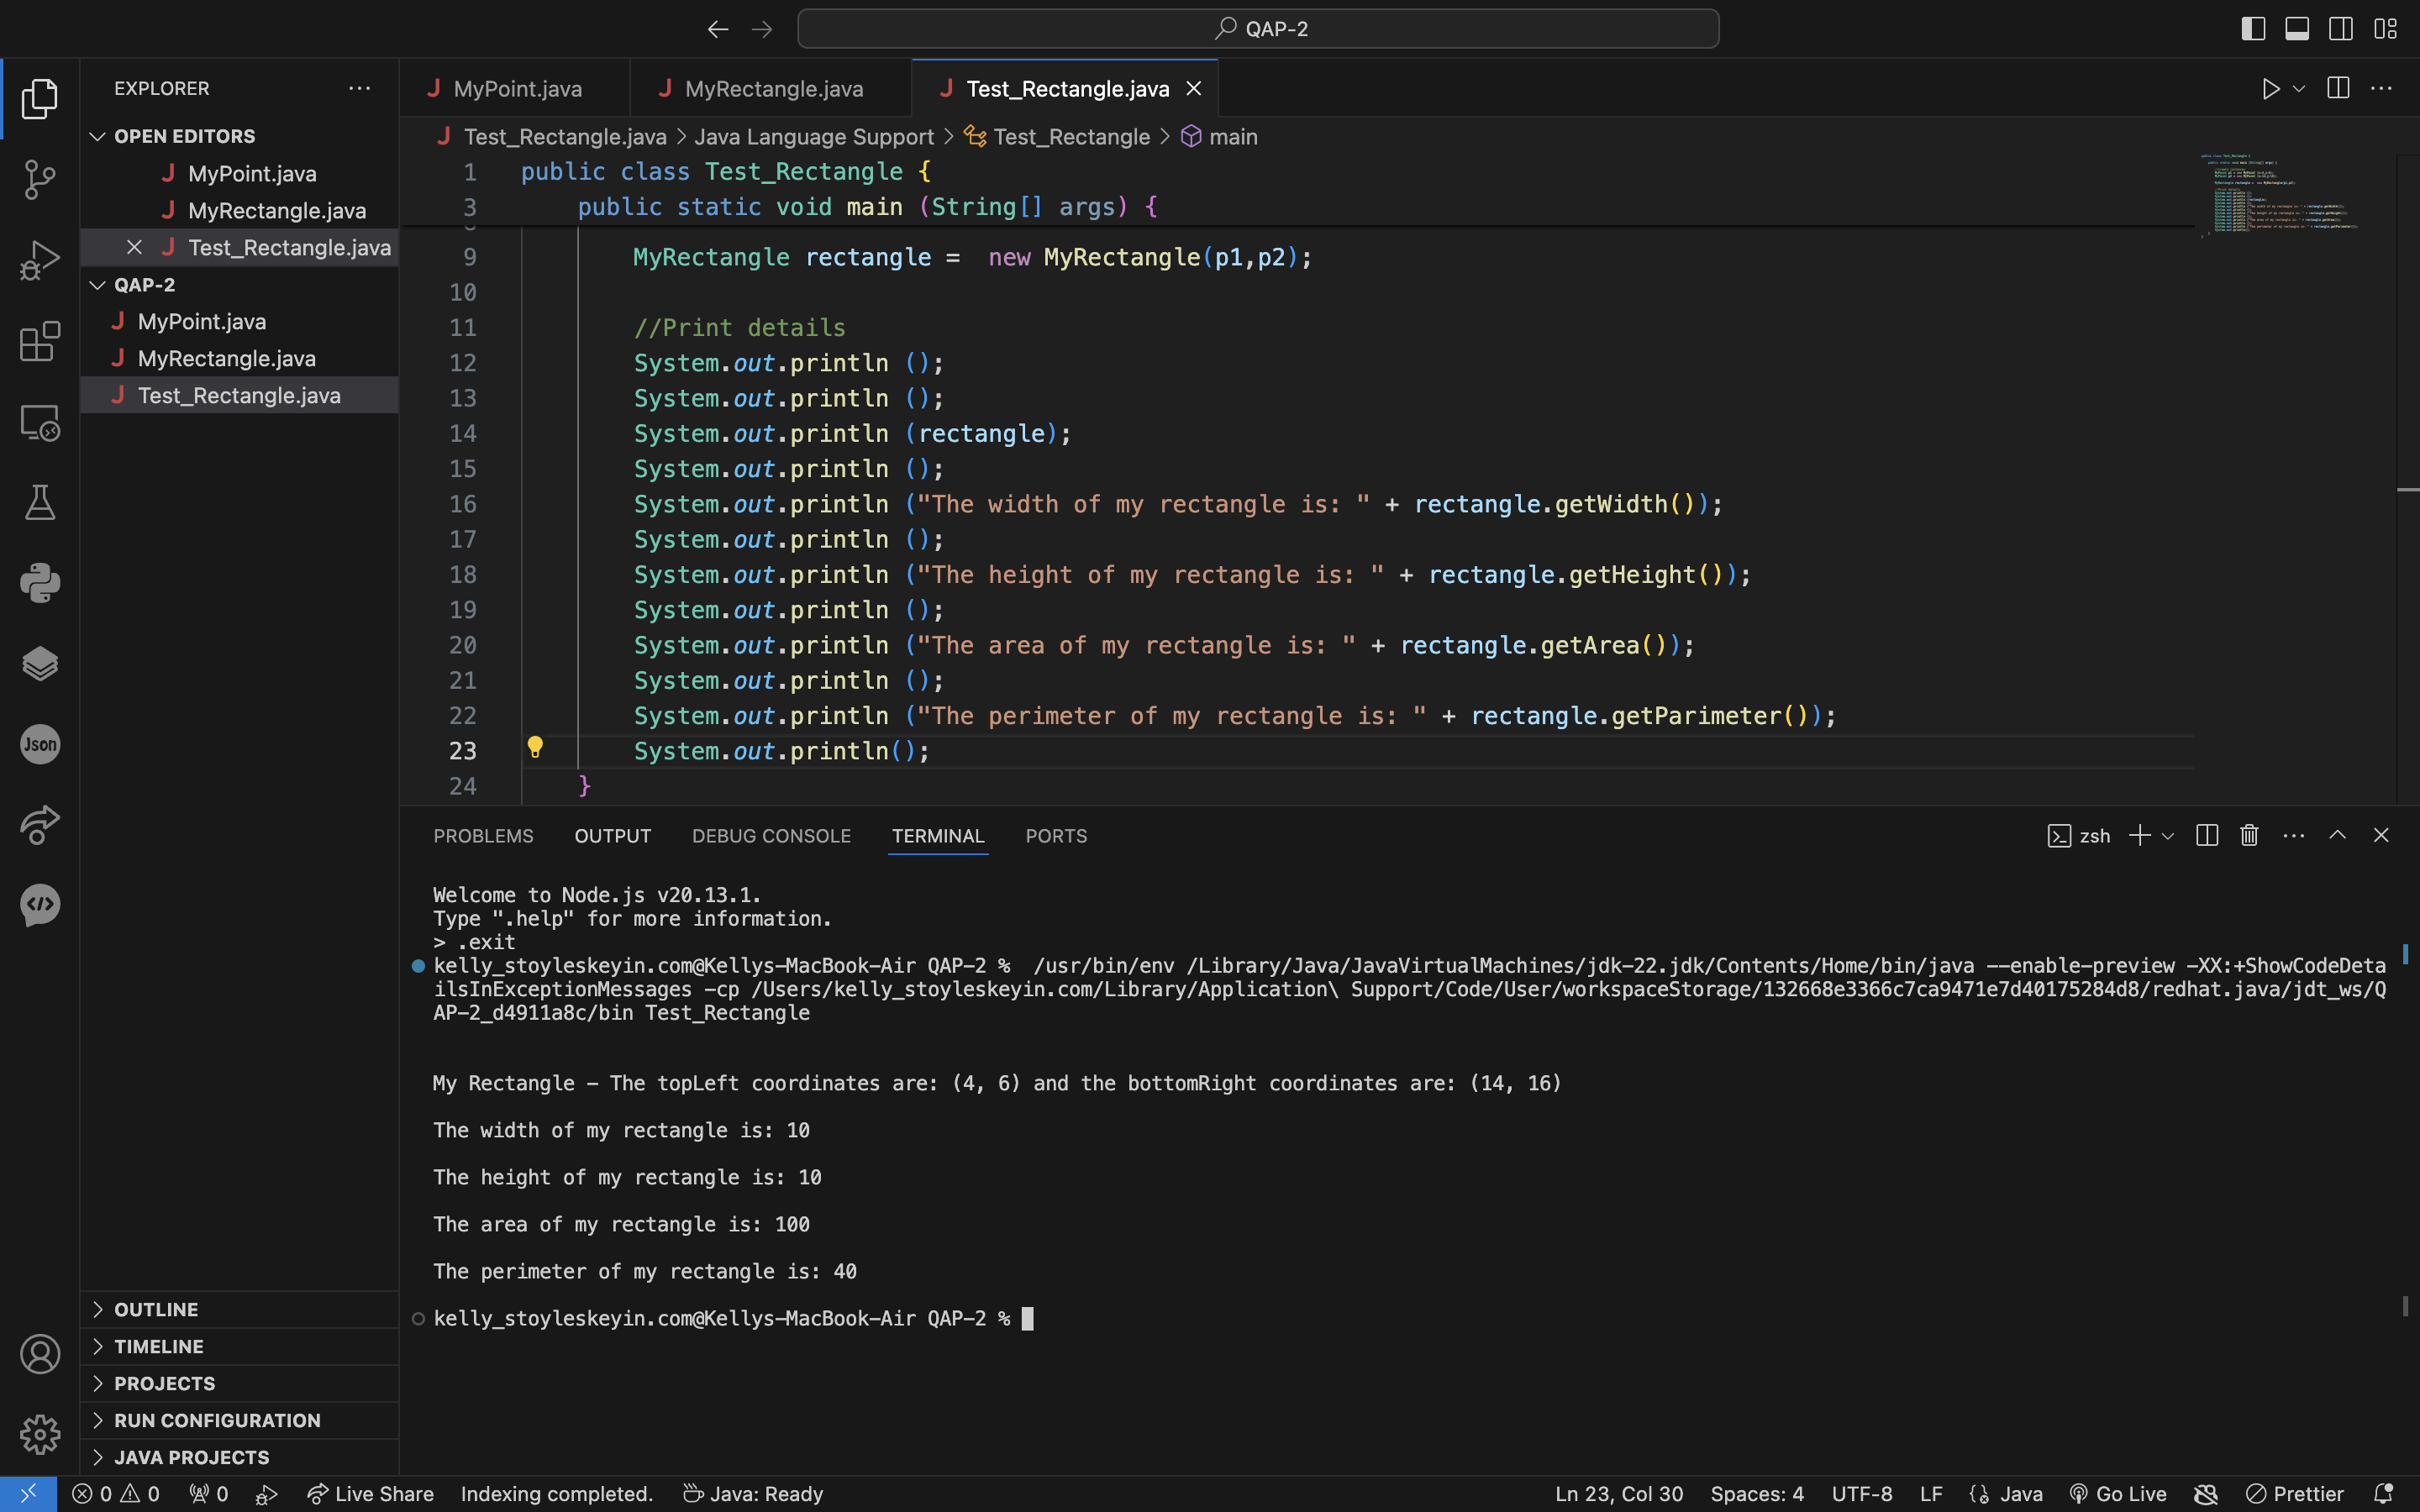 QAP-2
EXPLORER
OPEN EDITORS
MyPoint.java
MyRectangle.java
Test_Rectangle.java
QAP-2
MyPoint.java
MyRectangle.java
Test_Rectangle.java
OUTLINE
TIMELINE
PROJECTS
RUN CONFIGURATION
JAVA PROJECTS
Json
MyPoint.java MyRectangle.java Test_Rectangle.java
Test_Rectangle.java > Java Language Support > Test_Rectangle > main
1 public class Test_Rectangle {
3 public static void main (String[] args) {
9 MyRectangle rectangle =  new MyRectangle(p1,p2);
10
11 //Print details
12 System.out.println ();
13 System.out.println ();
14 System.out.println (rectangle);
15 System.out.println ();
16 System.out.println ("The width of my rectangle is: " + rectangle.getWidth());
17 System.out.println ();
18 System.out.println ("The height of my rectangle is: " + rectangle.getHeight());
19 System.out.println ();
20 System.out.println ("The area of my rectangle is: " + rectangle.getArea());
21 System.out.println ();
22 System.out.println ("The perimeter of my rectangle is: " + rectangle.getParimeter());
23 System.out.println();
24 }
PROBLEMS OUTPUT DEBUG CONSOLE TERMINAL PORTS zsh
Welcome to Node.js v20.13.1.
Type ".help" for more information.
> .exit
kelly_stoyleskeyin.com@Kellys-MacBook-Air QAP-2 %  /usr/bin/env /Library/Java/JavaVirtualMachines/jdk-22.jdk/Contents/Home/bin/java --enable-preview -XX:+ShowCodeDeta
ilsInExceptionMessages -cp /Users/kelly_stoyleskeyin.com/Library/Application\ Support/Code/User/workspaceStorage/132668e3366c7ca9471e7d40175284d8/redhat.java/jdt_ws/Q
AP-2_d4911a8c/bin Test_Rectangle
My Rectangle - The topLeft coordinates are: (4, 6) and the bottomRight coordinates are: (14, 16)
The width of my rectangle is: 10
The height of my rectangle is: 10
The area of my rectangle is: 100
The perimeter of my rectangle is: 40
kelly_stoyleskeyin.com@Kellys-MacBook-Air QAP-2 %
0 0 0 Live Share Indexing completed. Java: Ready Ln 23, Col 30 Spaces: 4 UTF-8 LF Java Go Live Prettier